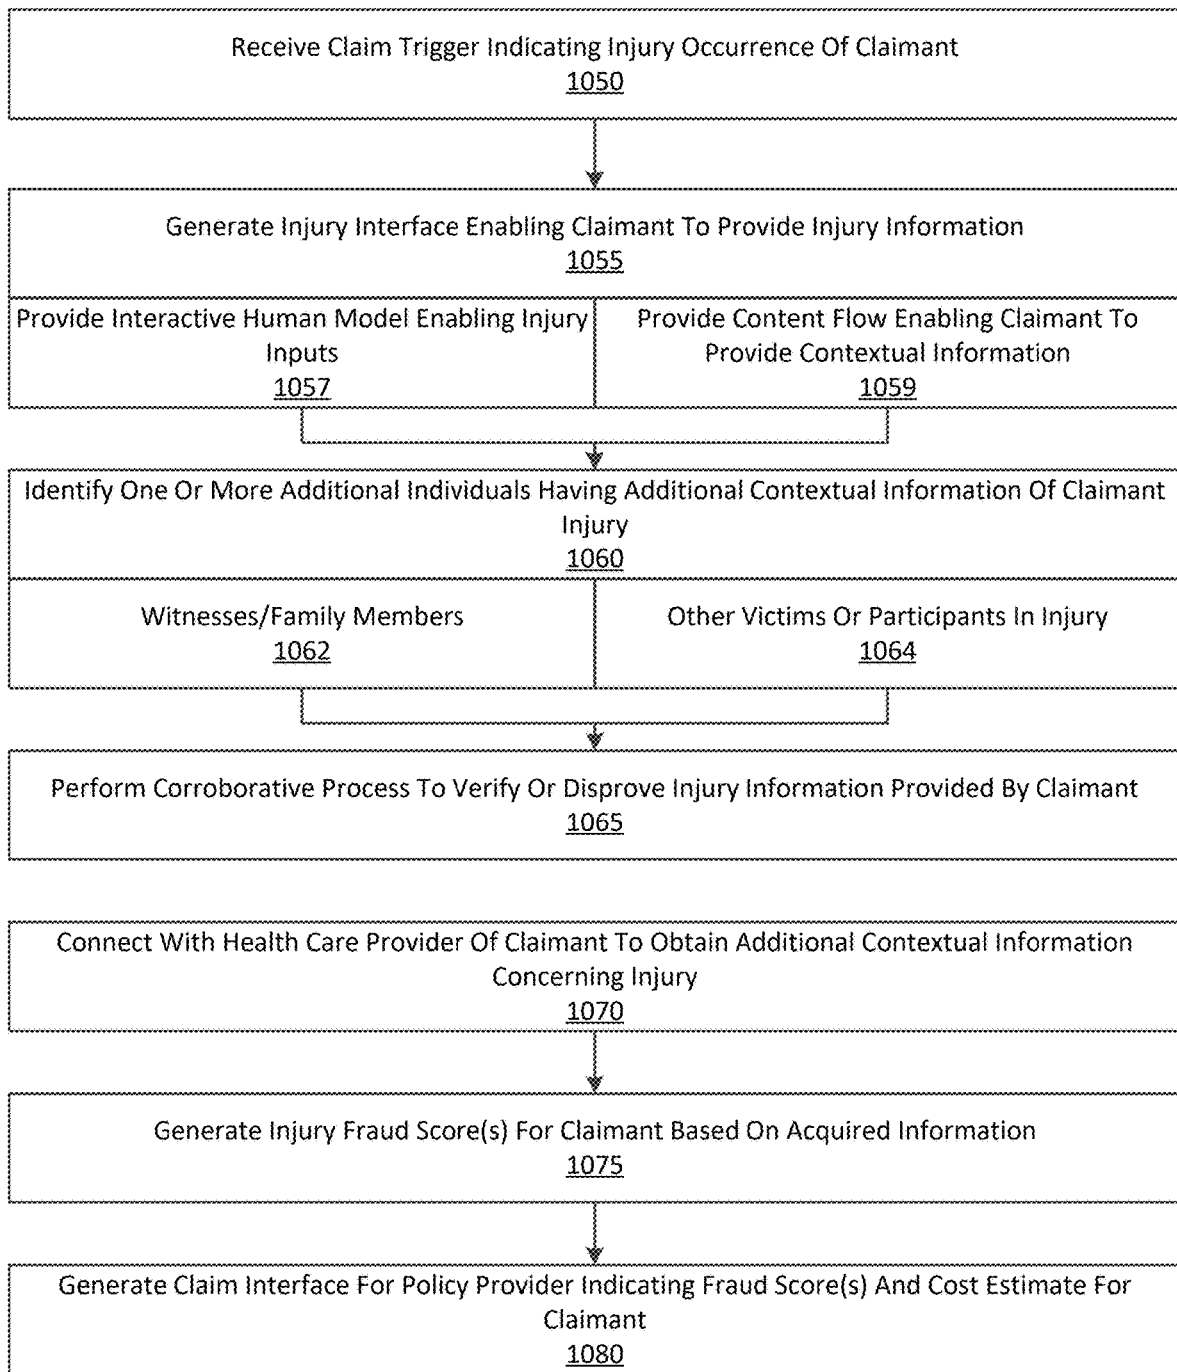 Receive Claim Trigger Indicating Injury Occurrence Of Claimant
1050
Generate Injury Interface Enabling Claimant To Provide Injury Information
1055
Provide Interactive Human Model Enabling Injury
Inputs
1057
Provide Content Flow Enabling Claimant To
Provide Contextual Information
1059
Identify One Or More Additional Individuals Having Additional Contextual Information Of Claimant
Injury
1060
Witnesses/Family Members
1062
Other Victims Or Participants In Injury
1064
Perform Corroborative Process To Verify Or Disprove Injury Information Provided By Claimant
1065
Connect With Health Care Provider Of Claimant To Obtain Additional Contextual Information
Concerning Injury
1070
Generate Injury Fraud Score(s) For Claimant Based On Acquired Information
1075
Generate Claim Interface For Policy Provider Indicating Fraud Score(s) And Cost Estimate For
Claimant
1080